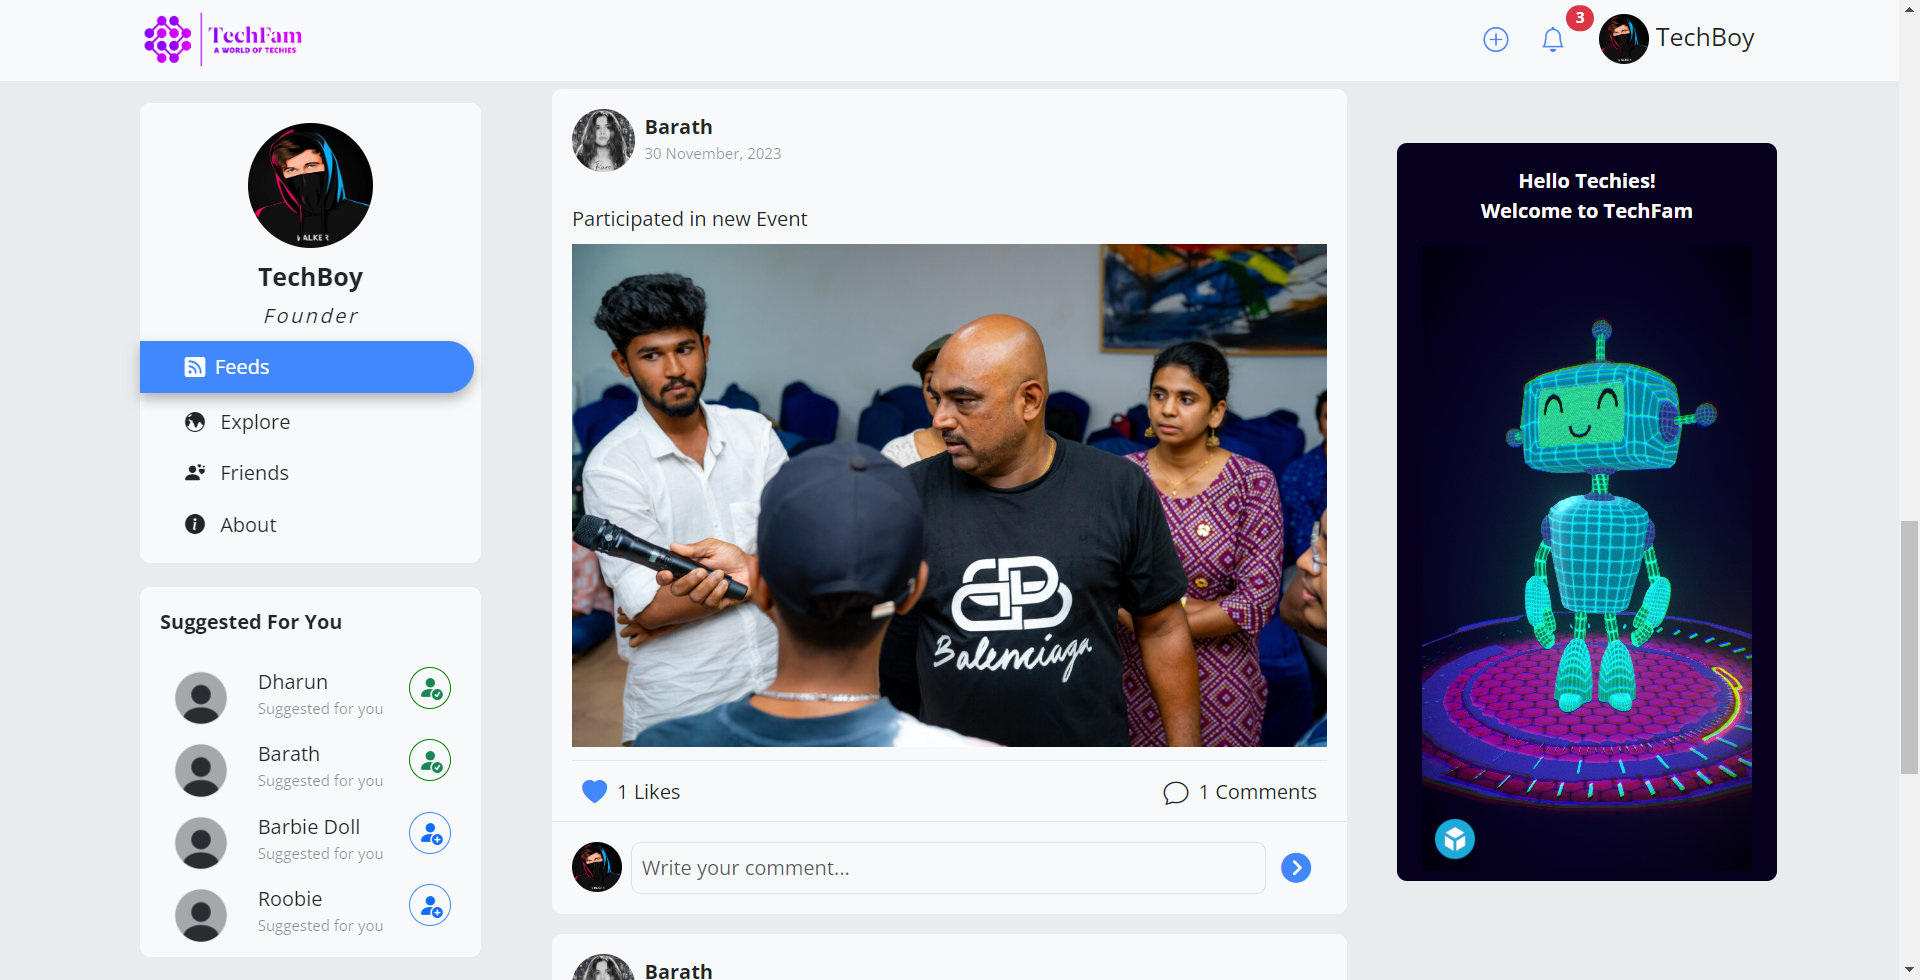 TechFam
A WORLD OF TECHIES
3
TechBoy
TechBoy
Founder
Feeds
Explore
Friends
About
Suggested For You
Dharun
Suggested for you
Barath
Suggested for you
Barbie Doll
Suggested for you
Roobie
Suggested for you
Barath
30 November, 2023
Participated in new Event
Balenciaga
1 Likes
1 Comments
Write your comment...
Barath
Hello Techies!
Welcome to TechFam